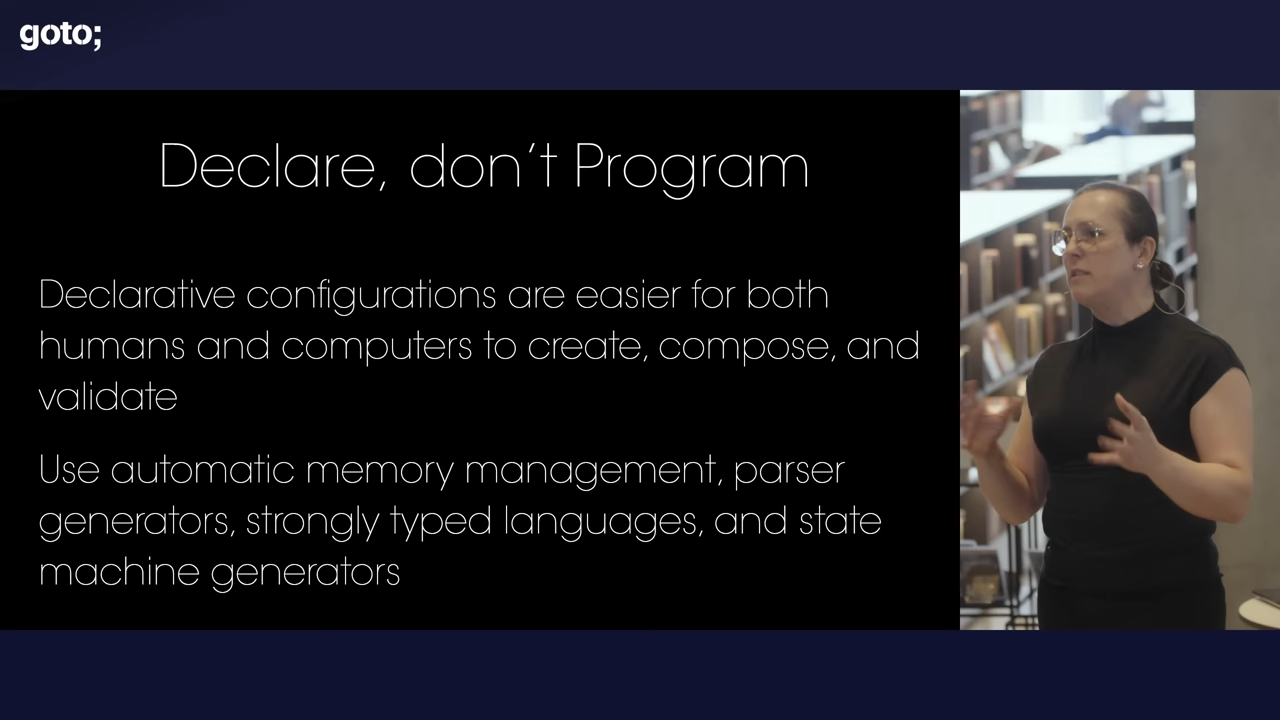 goto;
Declare, don’t Program
Declarative configurations are easier for both
humans and computers to create, compose, and
validate
Use automatic memory management, parser
generators, strongly typed languages, and state
machine generators